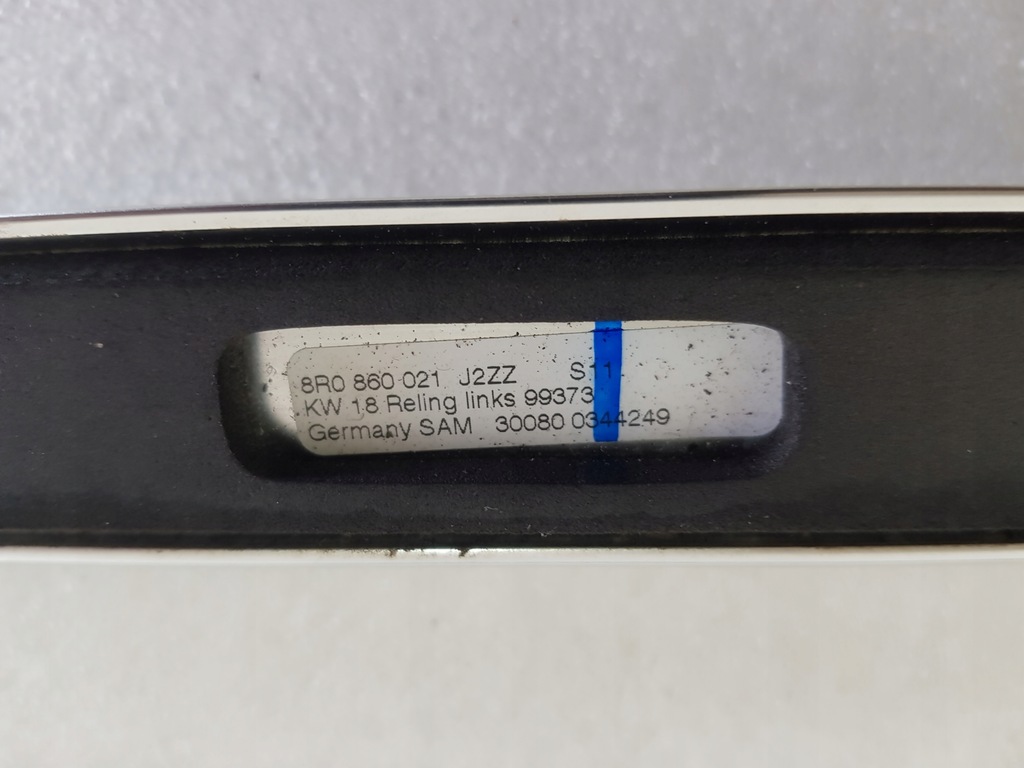 8R0 860 021 J2ZZ S11
KW 18 Reling links 99373
Germany SAM 30080 0344249